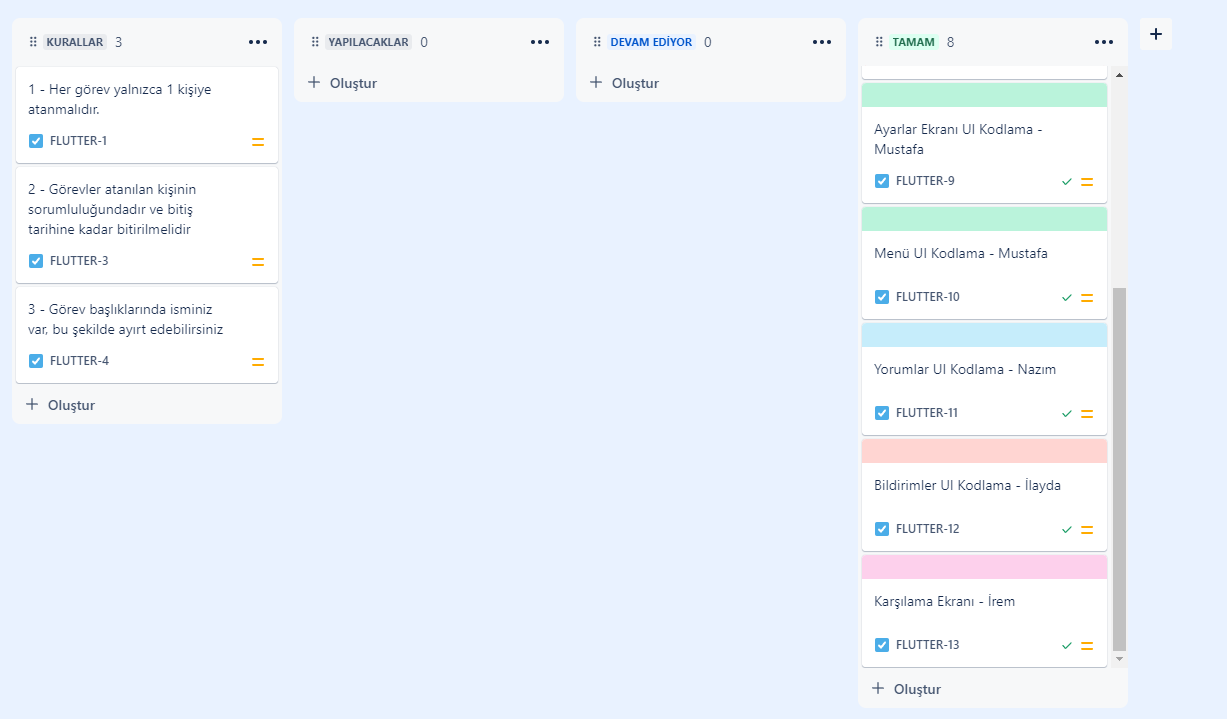 KURALLAR 3
1 - Her görev yalnızca 1 kişiye
atanmalıdır.
FLUTTER-1
2 - Görevler atanılan kişinin
sorumluluğundadır ve bitiş
tarihine kadar bitirilmelidir
FLUTTER-3
3 - Görev başlıklarında isminiz
var, bu şekilde ayırt edebilirsiniz
FLUTTER-4
Oluştur
YAPILACAKLAR 0
Oluştur
DEVAM EDİYOR 0
Oluştur
TAMAM 8
Ayarlar Ekranı UI Kodlama -
Mustafa
FLUTTER-9
Menü UI Kodlama - Mustafa
FLUTTER-10
Yorumlar UI Kodlama - Nazım
FLUTTER-11
Bildirimler UI Kodlama - İlayda
FLUTTER-12
Karşılama Ekranı - İrem
FLUTTER-13
Oluştur